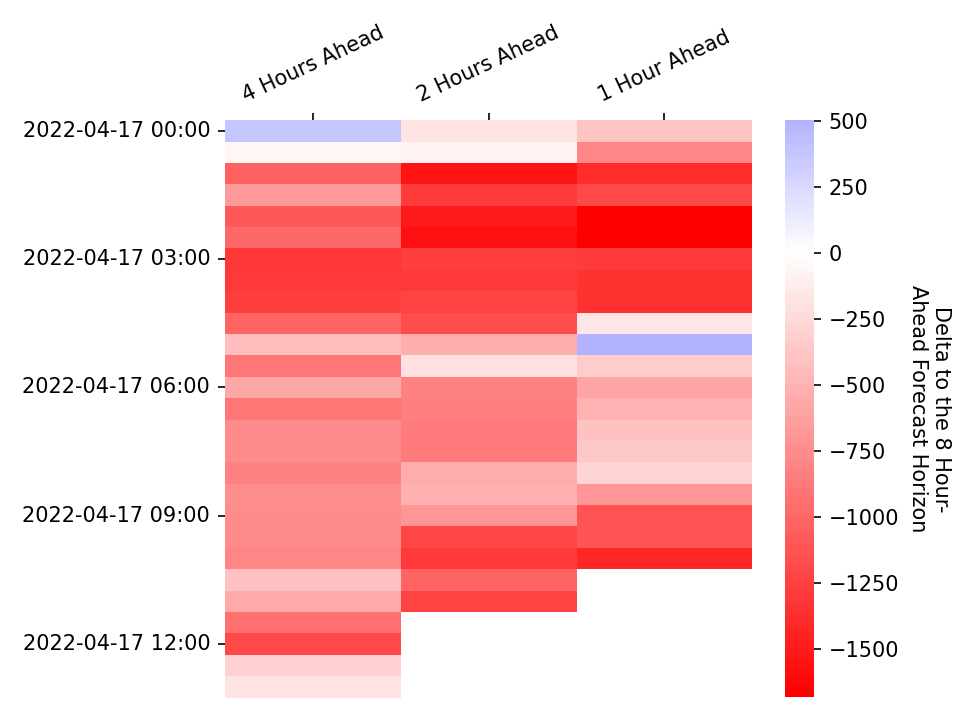 4 Hours Ahead
2 Hours Ahead
1 Hour Ahead
2022-04-17 00:00
2022-04-17 03:00
2022-04-17 06:00
2022-04-17 09:00
2022-04-17 12:00
500
250
0
−250
−500
−750
−1000
−1250
−1500
Delta to the 8 Hour-
Ahead Forecast Horizon